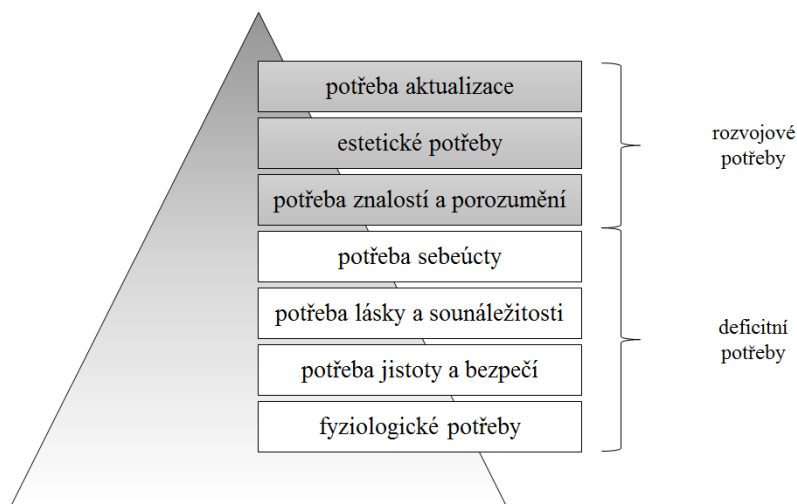 potřeba aktualizace
estetické potřeby
potřeba znalostí a porozumění
potřeba sebeúcty
potřeba lásky a sounáležitosti
potřeba jistoty a bezpečí
fyziologické potřeby
rozvojové
potřeby
deficitní
potřeby